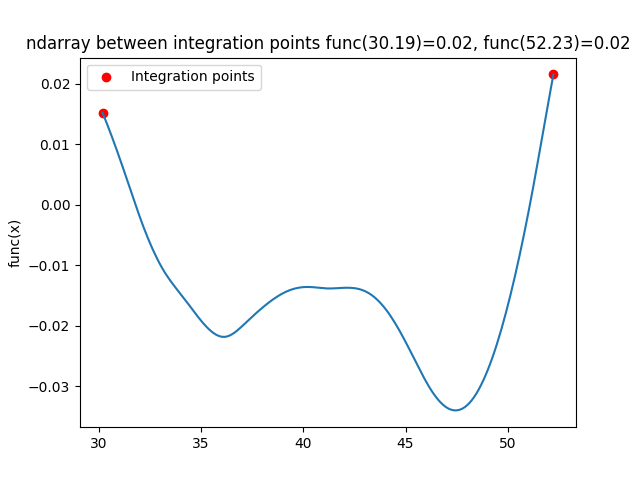 ndarray between integration points func(30.19)=0.02, func(52.23)=0.02
Integration points
func(x)
0.02
0.01
0.00
−0.01
−0.02
−0.03
30 35 40 45 50